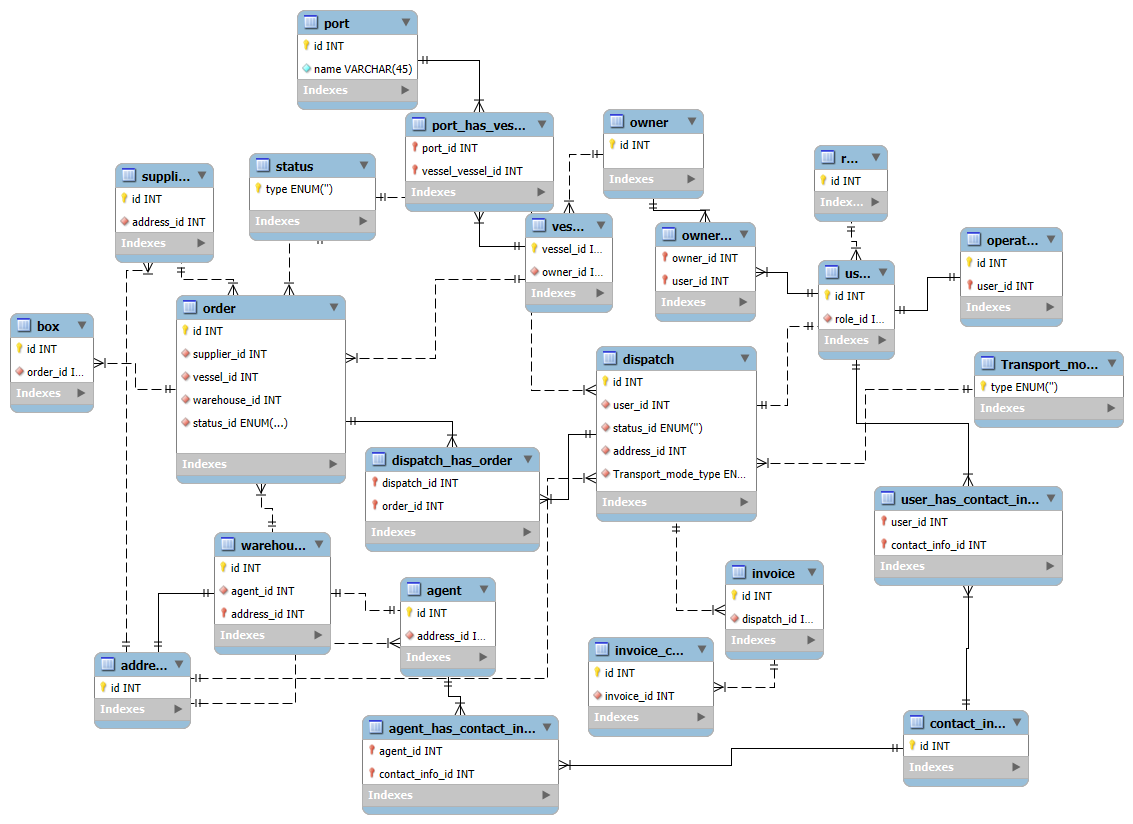 port
id INT
name VARCHAR(45)
Indexes
port_has_ves...
port_id INT
vessel_vessel_id INT
Indexes
owner
id INT
Indexes
status
type ENUM('')
Indexes
suppli...
id INT
address_id INT
Indexes
r...
id INT
Index...
ves...
vessel_id I...
owner_id I...
Indexes
owner...
owner_id INT
user_id INT
Indexes
us...
id INT
role_id I...
Indexes
operat...
id INT
user_id INT
Indexes
order
id INT
supplier_id INT
vessel_id INT
warehouse_id INT
status_id ENUM(...)
Indexes
box
id INT
order_id I...
Indexes
dispatch
id INT
user_id INT
status_id ENUM('')
address_id INT
Transport_mode_type EN...
Indexes
Transport_mo...
type ENUM('')
Indexes
dispatch_has_order
dispatch_id INT
order_id INT
Indexes
user_has_contact_in...
user_id INT
contact_info_id INT
Indexes
warehou...
id INT
agent_id INT
address_id INT
Indexes
agent
id INT
address_id I...
Indexes
invoice
id INT
dispatch_id I...
Indexes
invoice_c...
id INT
invoice_id INT
Indexes
addre...
id INT
Indexes
agent_has_contact_in...
agent_id INT
contact_info_id INT
Indexes
contact_in...
id INT
Indexes